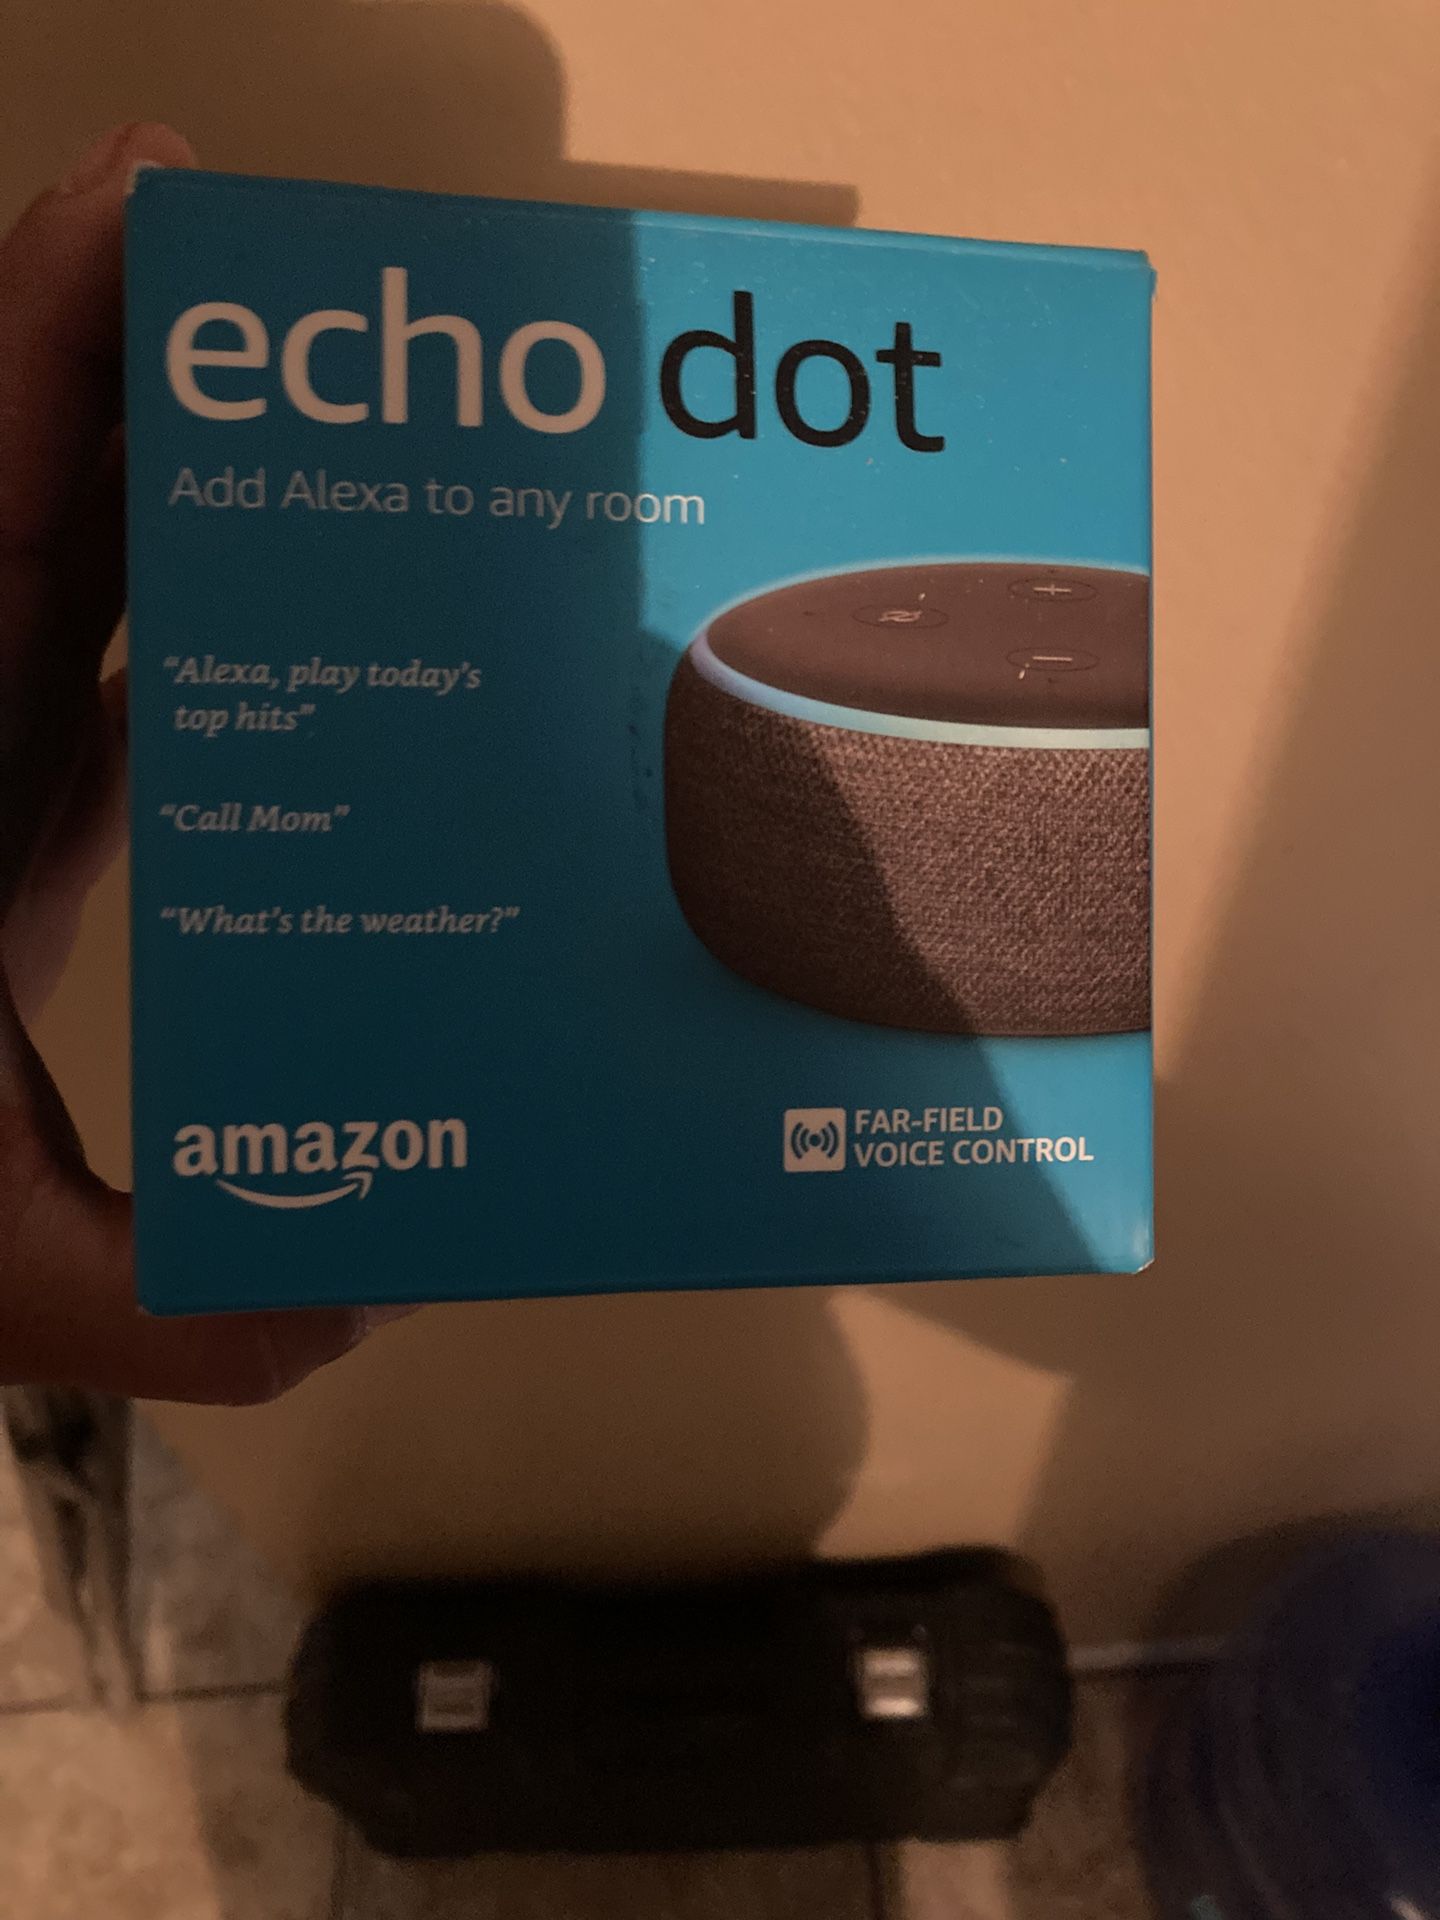 echo dot
Add Alexa to any room
“Alexa, play today’s
top hits”
“Call Mom”
“What’s the weather?”
amazon
FAR-FIELD
VOICE CONTROL